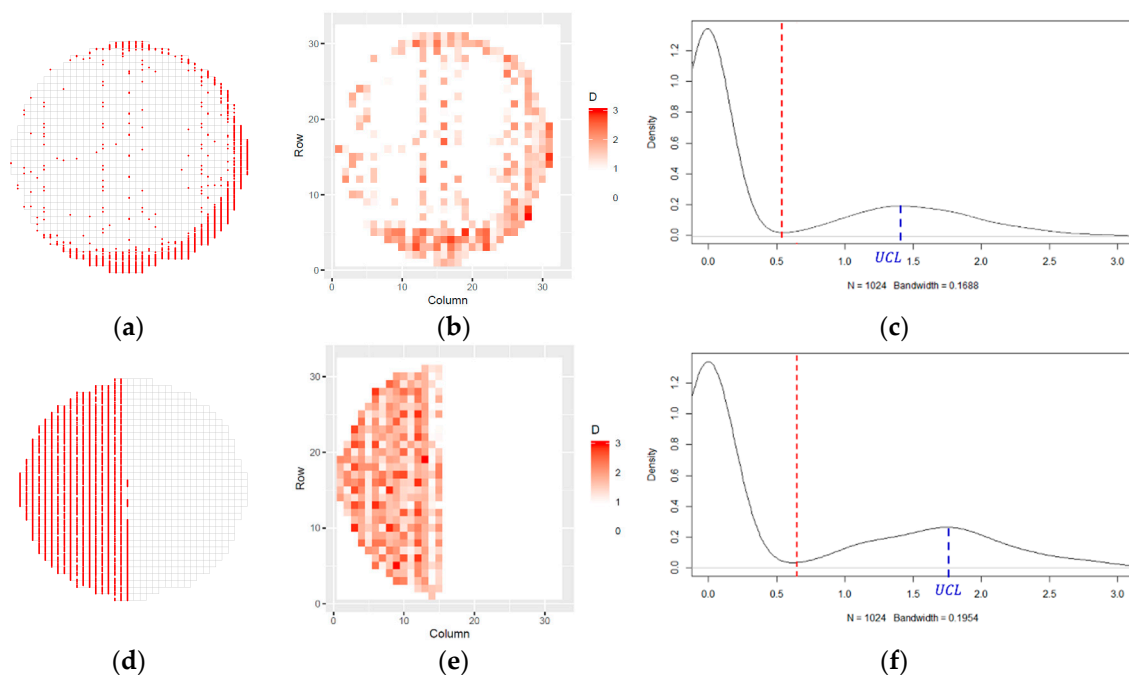 30
20
10
0
Row
0
10
20
30
Column
D
3
2
1
0
Density
1.2
1.0
0.8
0.6
0.4
0.2
0.0
0.0
0.5
1.0
1.5
2.0
2.5
3.0
UCL
N = 1024 Bandwidth = 0.1688
(a)
(b)
(c)
30
20
10
0
Row
0
10
20
30
Column
D
3
2
1
0
Density
1.2
1.0
0.8
0.6
0.4
0.2
0.0
0.0
0.5
1.0
1.5
2.0
2.5
3.0
UCL
N = 1024 Bandwidth = 0.1954
(d)
(e)
(f)